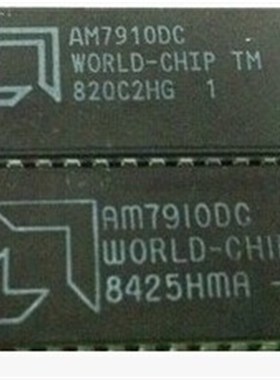 AM7910DC
WORLD-CHIP TM
820C2HG 1
AM7910DC
WORLD-CHI
8425HMA -